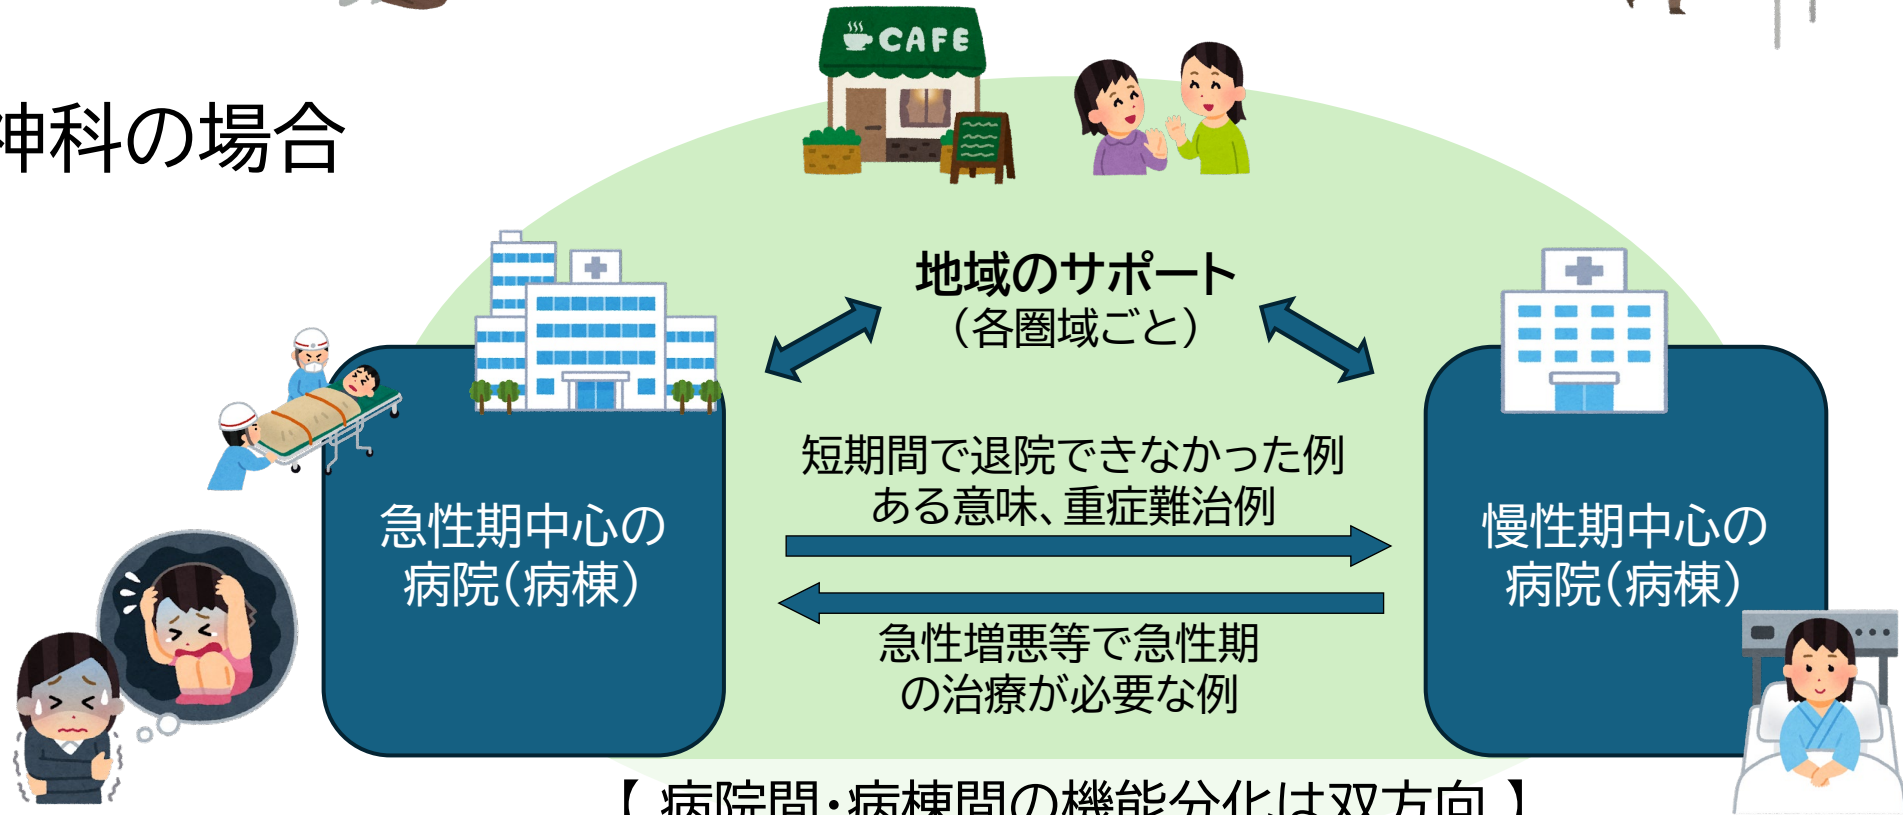 CAFE
神科の場合
地域のサポート
（各圏域ごと）
短期間で退院できなかった例
ある意味、重症難治例
急性期中心の
病院（病棟）
慢性期中心の
病院（病棟）
急性増悪等で急性期
の治療が必要な例
【 病院間・病棟間の機能分化は双方向 】